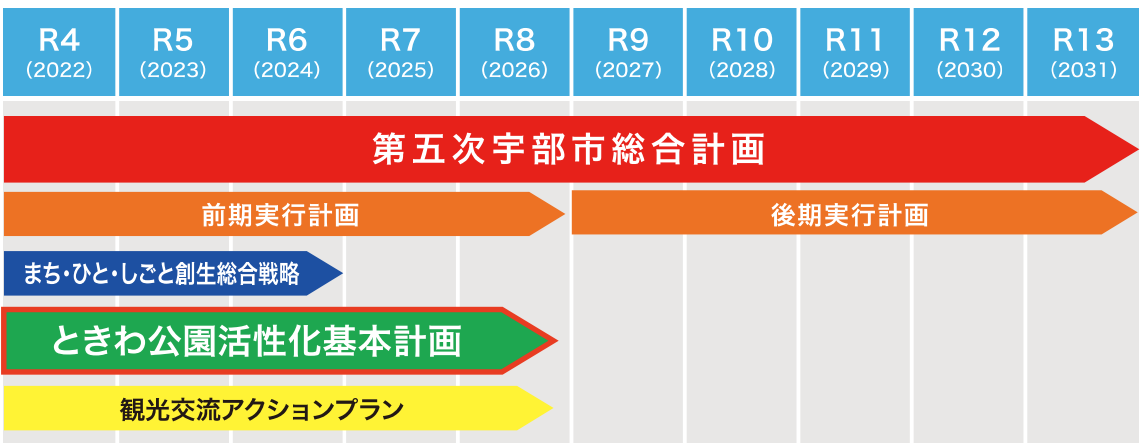 R4 R5 R6 R7 R8 R9 R10 R11 R12 R13
(2022) (2023) (2024) (2025) (2026) (2027) (2028) (2029) (2030) (2031)
第五次宇部市総合計画
前期実行計画 後期実行計画
まち・ひと・しごと創生総合戦略
ときわ公園活性化基本計画
観光交流アクションプラン